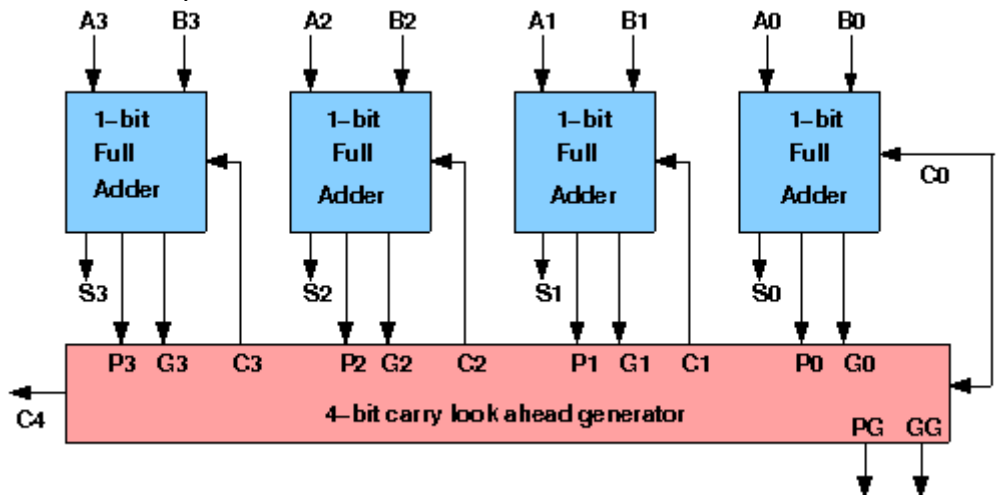 A3 B3 A2 B2 A1 B1 A0 B0
1-bit Full Adder
1-bit Full Adder
1-bit Full Adder
1-bit Full Adder
C0
S3 S2 S1 S0
P3 G3 C3 P2 G2 C2 P1 G1 C1 P0 G0
4-bit carry look ahead generator
C4
PG GG